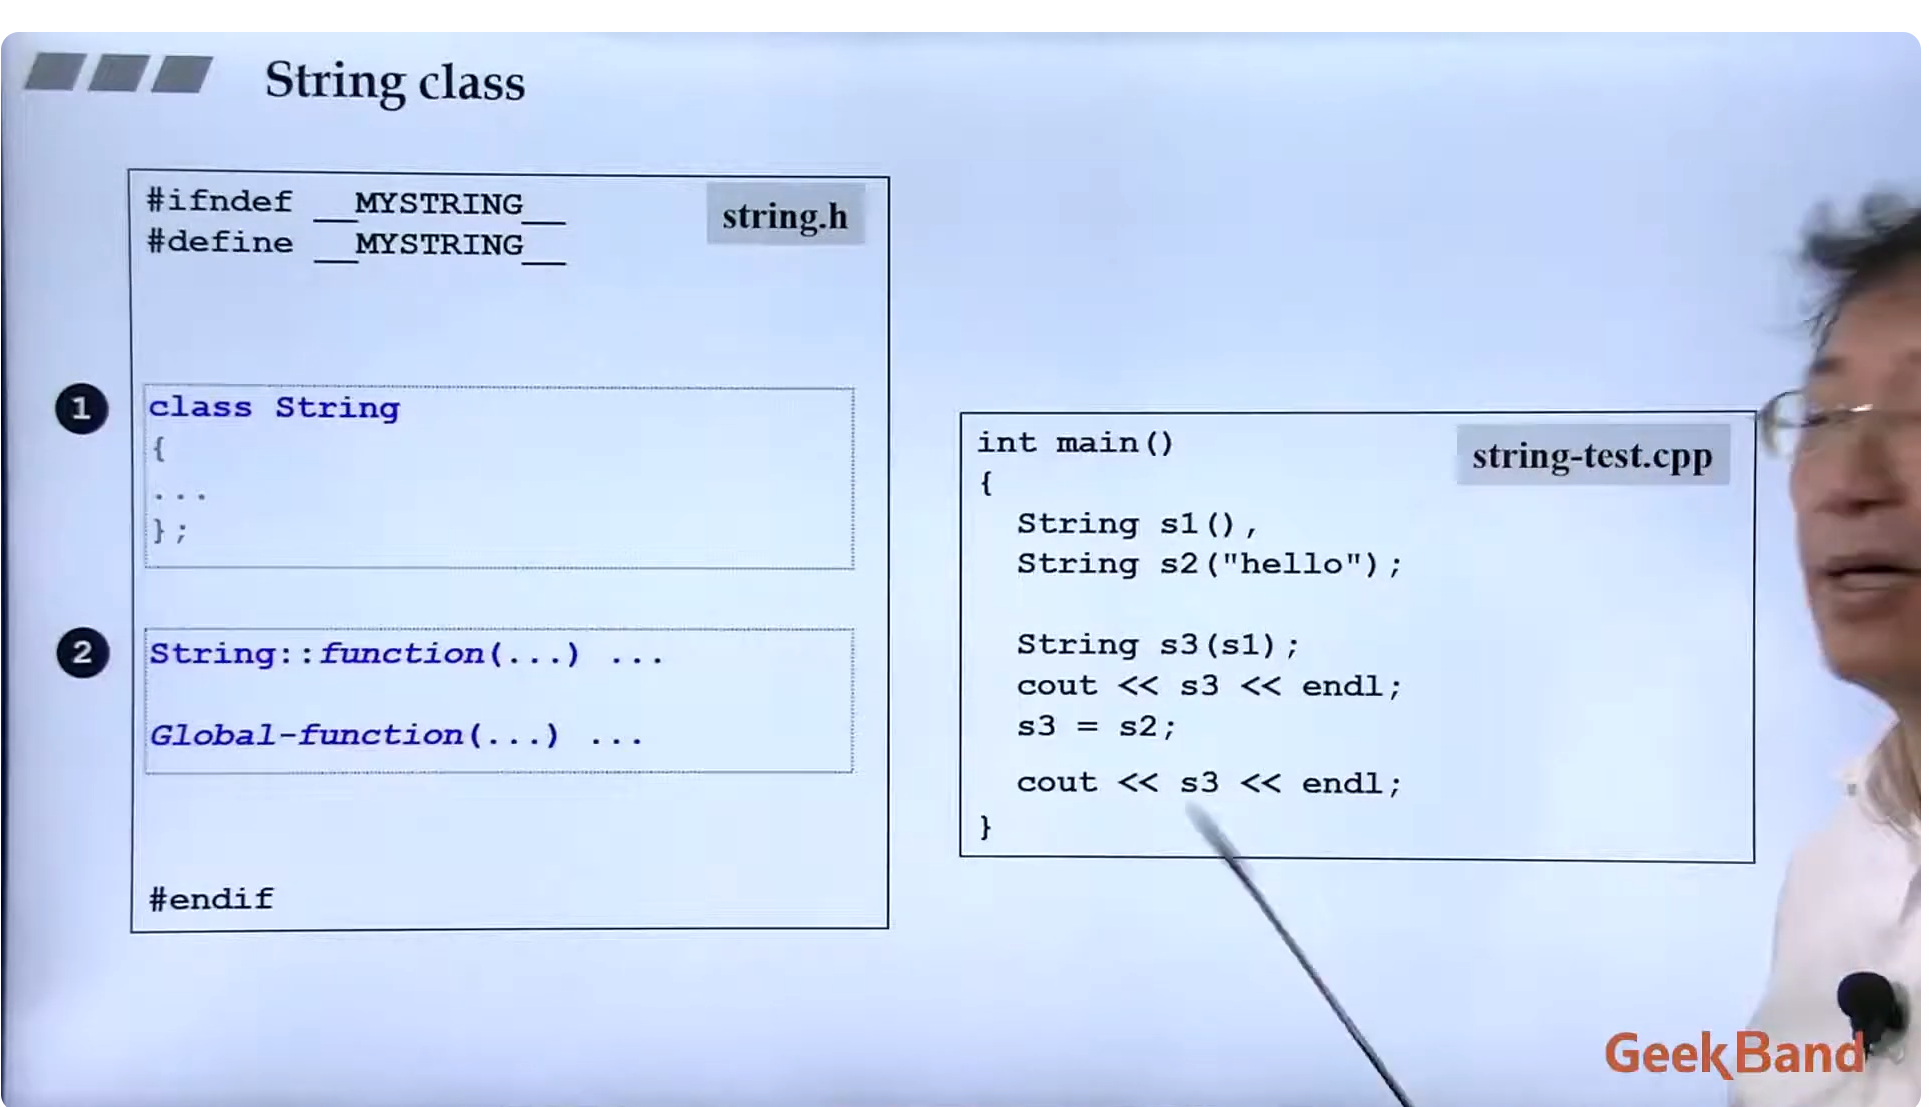 String class
#ifndef __MYSTRING__
#define __MYSTRING__
string.h
1
class String
{
...
};
2
String::function(...) ...
Global-function(...) ...
#endif
int main()
string-test.cpp
{
String s1(),
String s2("hello");
String s3(s1);
cout << s3 << endl;
s3 = s2;
cout << s3 << endl;
}
GeekBand